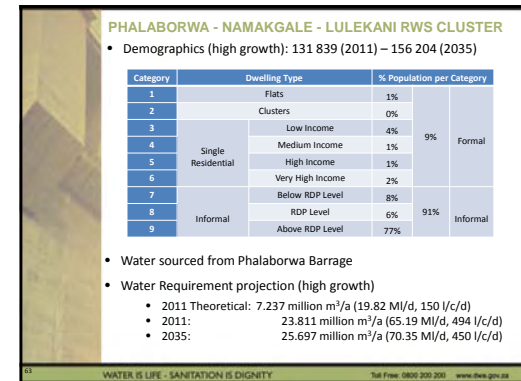 PHALABORWA - NAMAKGALE - LULEKANI RWS CLUSTER
• Demographics (high growth): 131 839 (2011) – 156 204 (2035)
Category Dwelling Type % Population per Category
1 Flats 1% 9% Formal
2 Clusters 0%
3 Single Residential Low Income 4%
4 Medium Income 1%
5 High Income 1%
6 Very High Income 2%
7 Informal Below RDP Level 8% 91% Informal
8 RDP Level 6%
9 Above RDP Level 77%
• Water sourced from Phalaborwa Barrage
• Water Requirement projection (high growth)
• 2011 Theoretical: 7.237 million m³/a (19.82 Ml/d, 150 l/c/d)
• 2011: 23.811 million m³/a (65.19 Ml/d, 494 l/c/d)
• 2035: 25.697 million m³/a (70.35 Ml/d, 450 l/c/d)
63
WATER IS LIFE - SANITATION IS DIGNITY Toll Free: 0800 200 200 www.dwa.gov.za